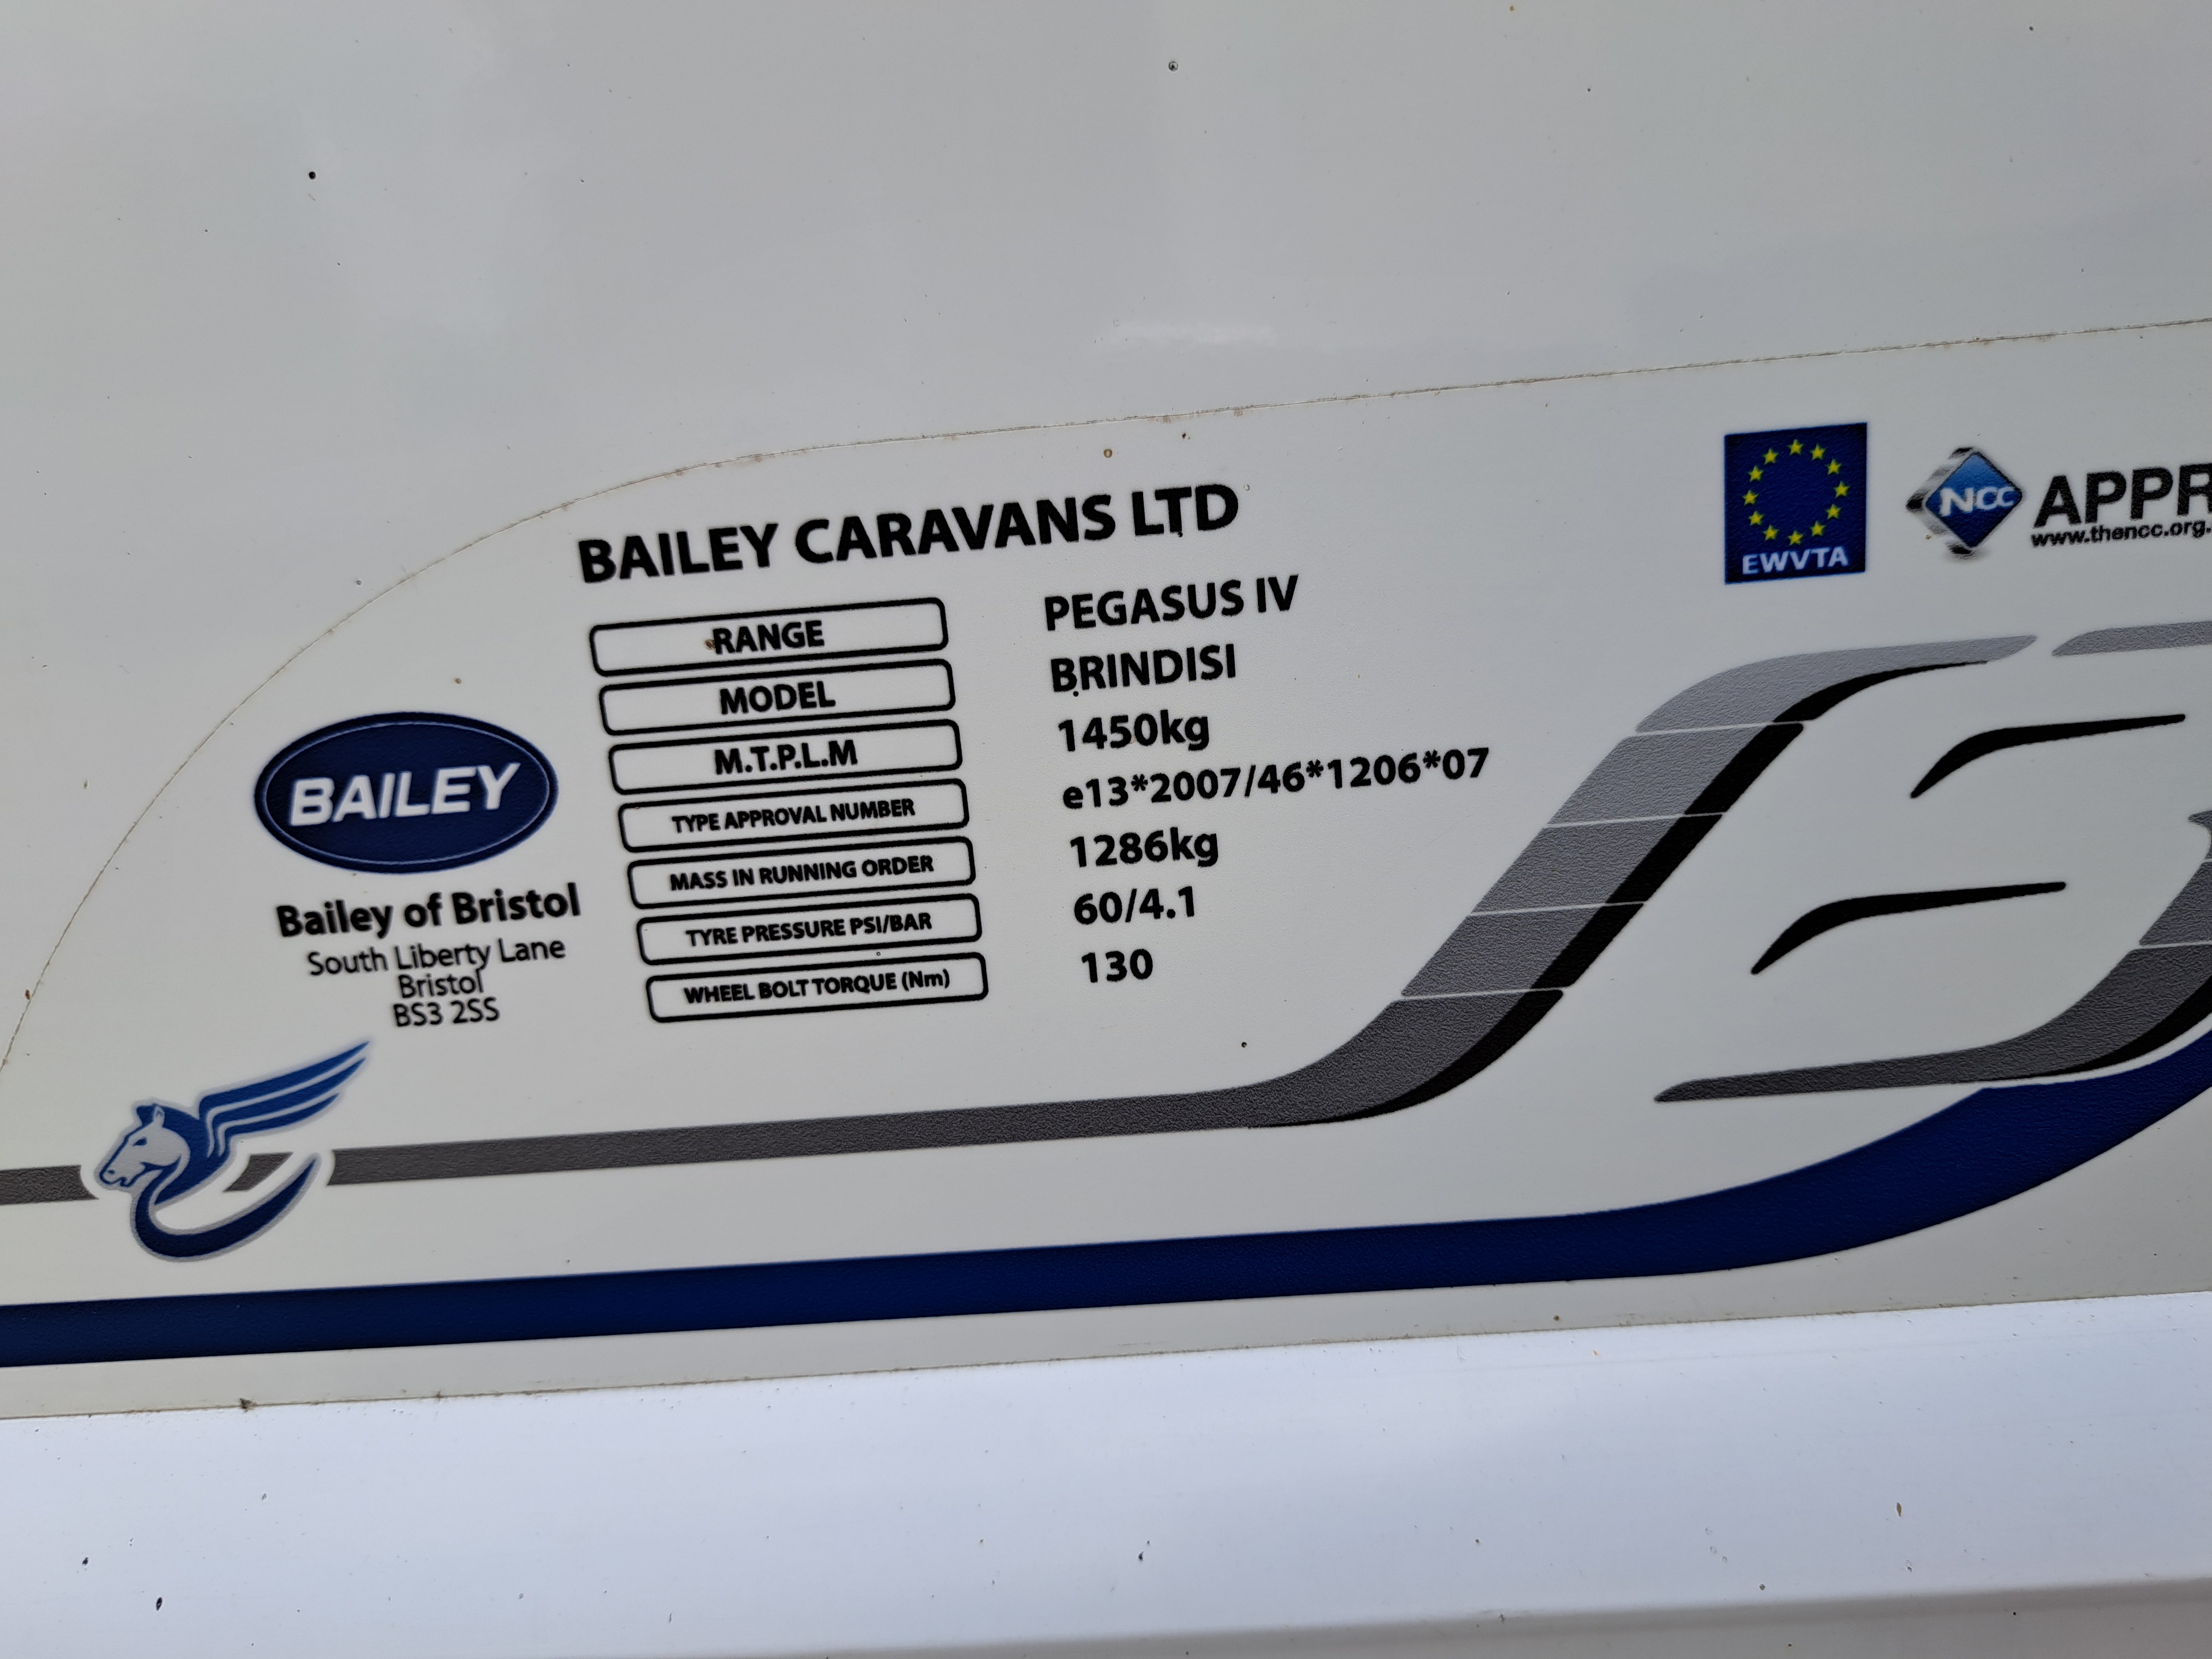 BAILEY CARAVANS LTD
RANGE PEGASUS IV
MODEL BRINDISI
M.T.P.L.M 1450kg
TYPE APPROVAL NUMBER e13*2007/46*1206*07
MASS IN RUNNING ORDER 1286kg
TYRE PRESSURE PSI/BAR 60/4.1
WHEEL BOLT TORQUE (Nm) 130
BAILEY
Bailey of Bristol
South Liberty Lane
Bristol
BS3 2SS
EWVTA
NCC APPR
www.thencc.org.